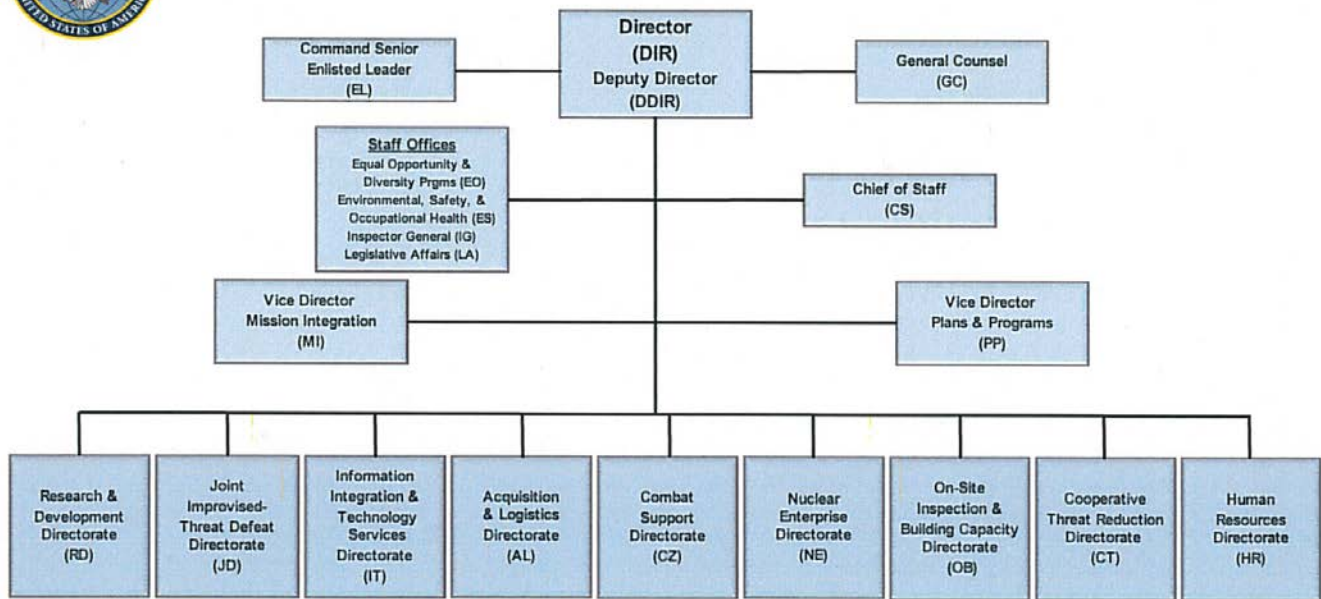 UNITED STATES OF AMERICA
Director
(DIR)
Deputy Director
(DDIR)
Command Senior
Enlisted Leader
(EL)
General Counsel
(GC)
Staff Offices
Equal Opportunity &
Diversity Prgms (EO)
Environmental, Safety, &
Occupational Health (ES)
Inspector General (IG)
Legislative Affairs (LA)
Chief of Staff
(CS)
Vice Director
Mission Integration
(MI)
Vice Director
Plans & Programs
(PP)
Research &
Development
Directorate
(RD)
Joint
Improvised-
Threat Defeat
Directorate
(JD)
Information
Integration &
Technology
Services
Directorate
(IT)
Acquisition
& Logistics
Directorate
(AL)
Combat
Support
Directorate
(CZ)
Nuclear
Enterprise
Directorate
(NE)
On-Site
Inspection &
Building Capacity
Directorate
(OB)
Cooperative
Threat Reduction
Directorate
(CT)
Human
Resources
Directorate
(HR)